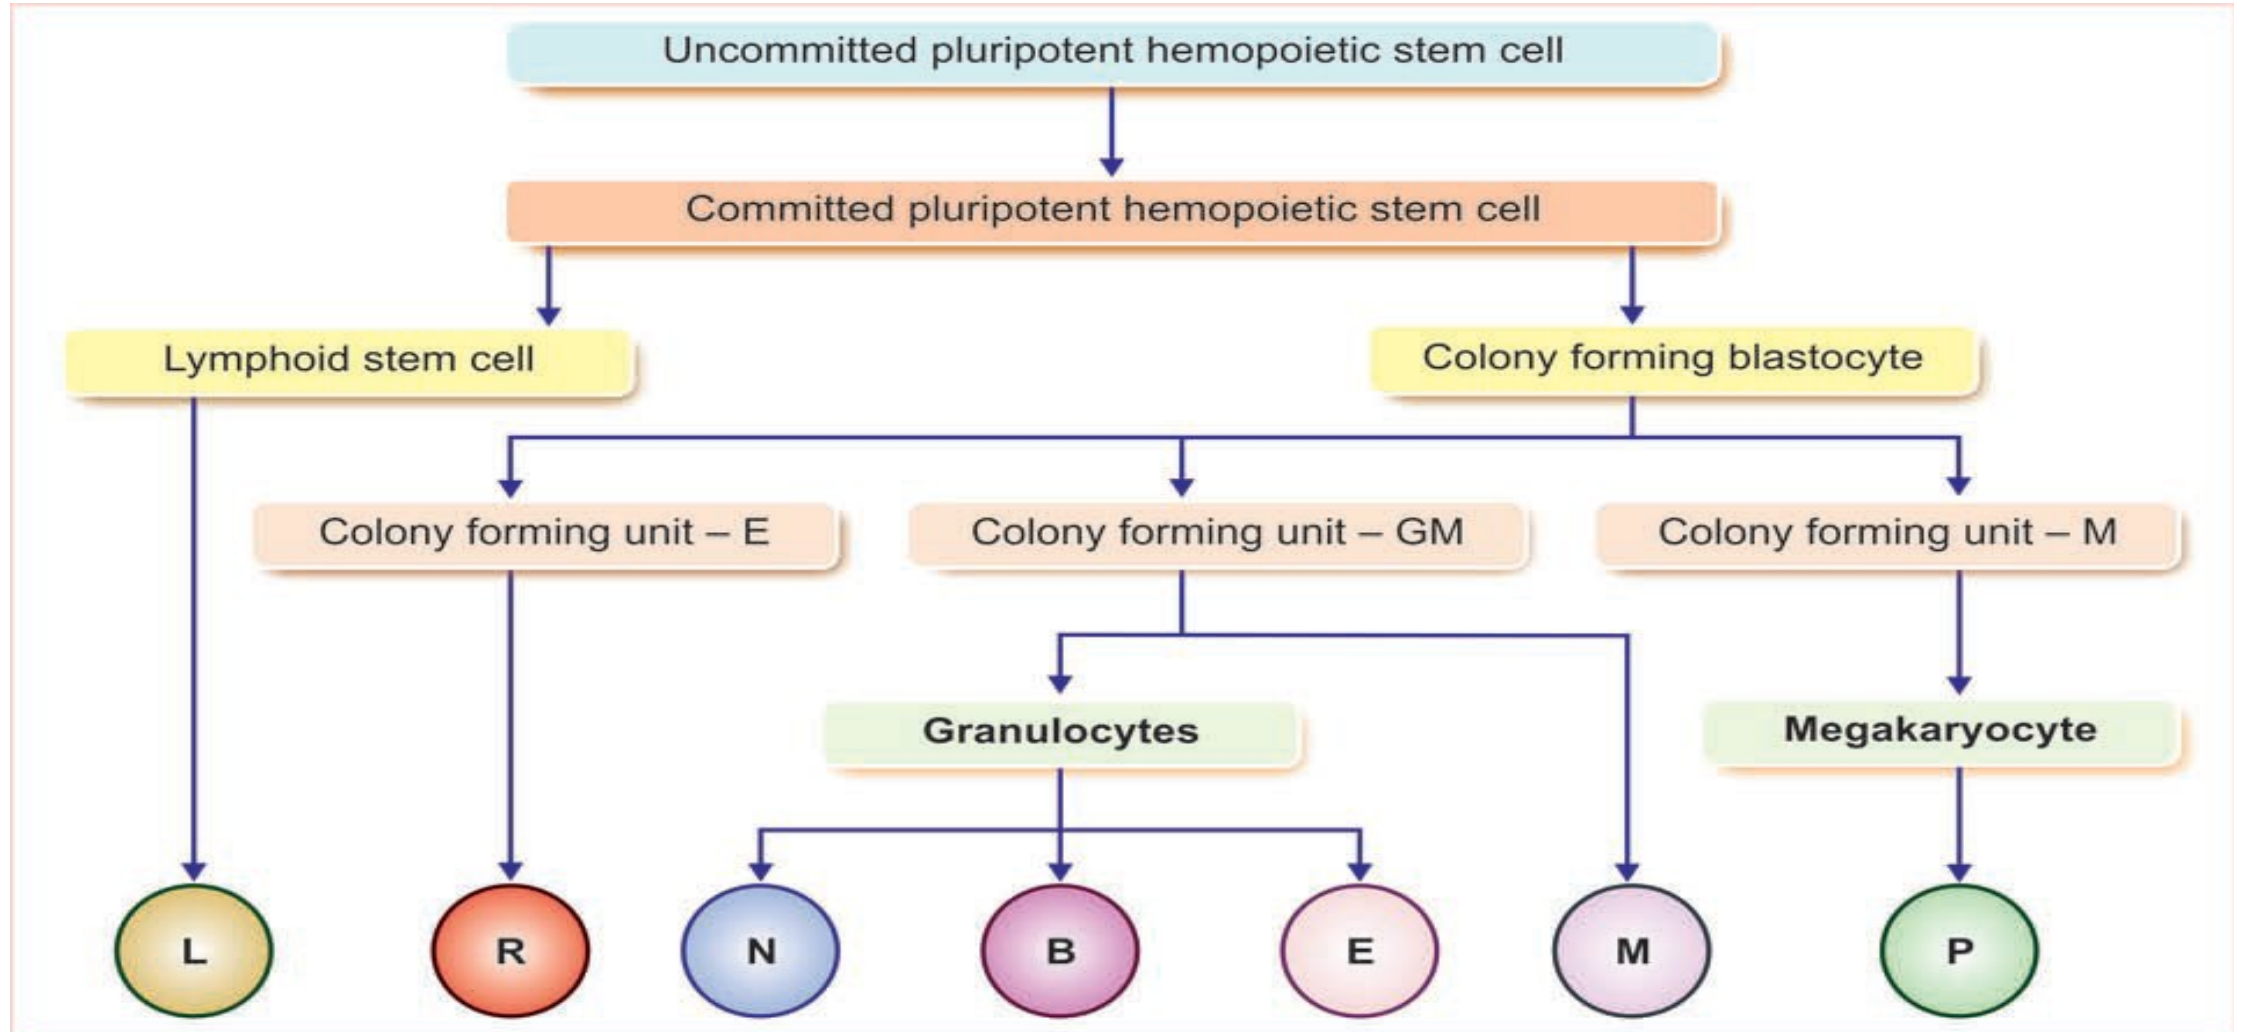 Uncommitted pluripotent hemopoietic stem cell
Committed pluripotent hemopoietic stem cell
Lymphoid stem cell
Colony forming blastocyte
Colony forming unit – E
Colony forming unit – GM
Colony forming unit – M
Granulocytes
Megakaryocyte
L
R
N
B
E
M
P